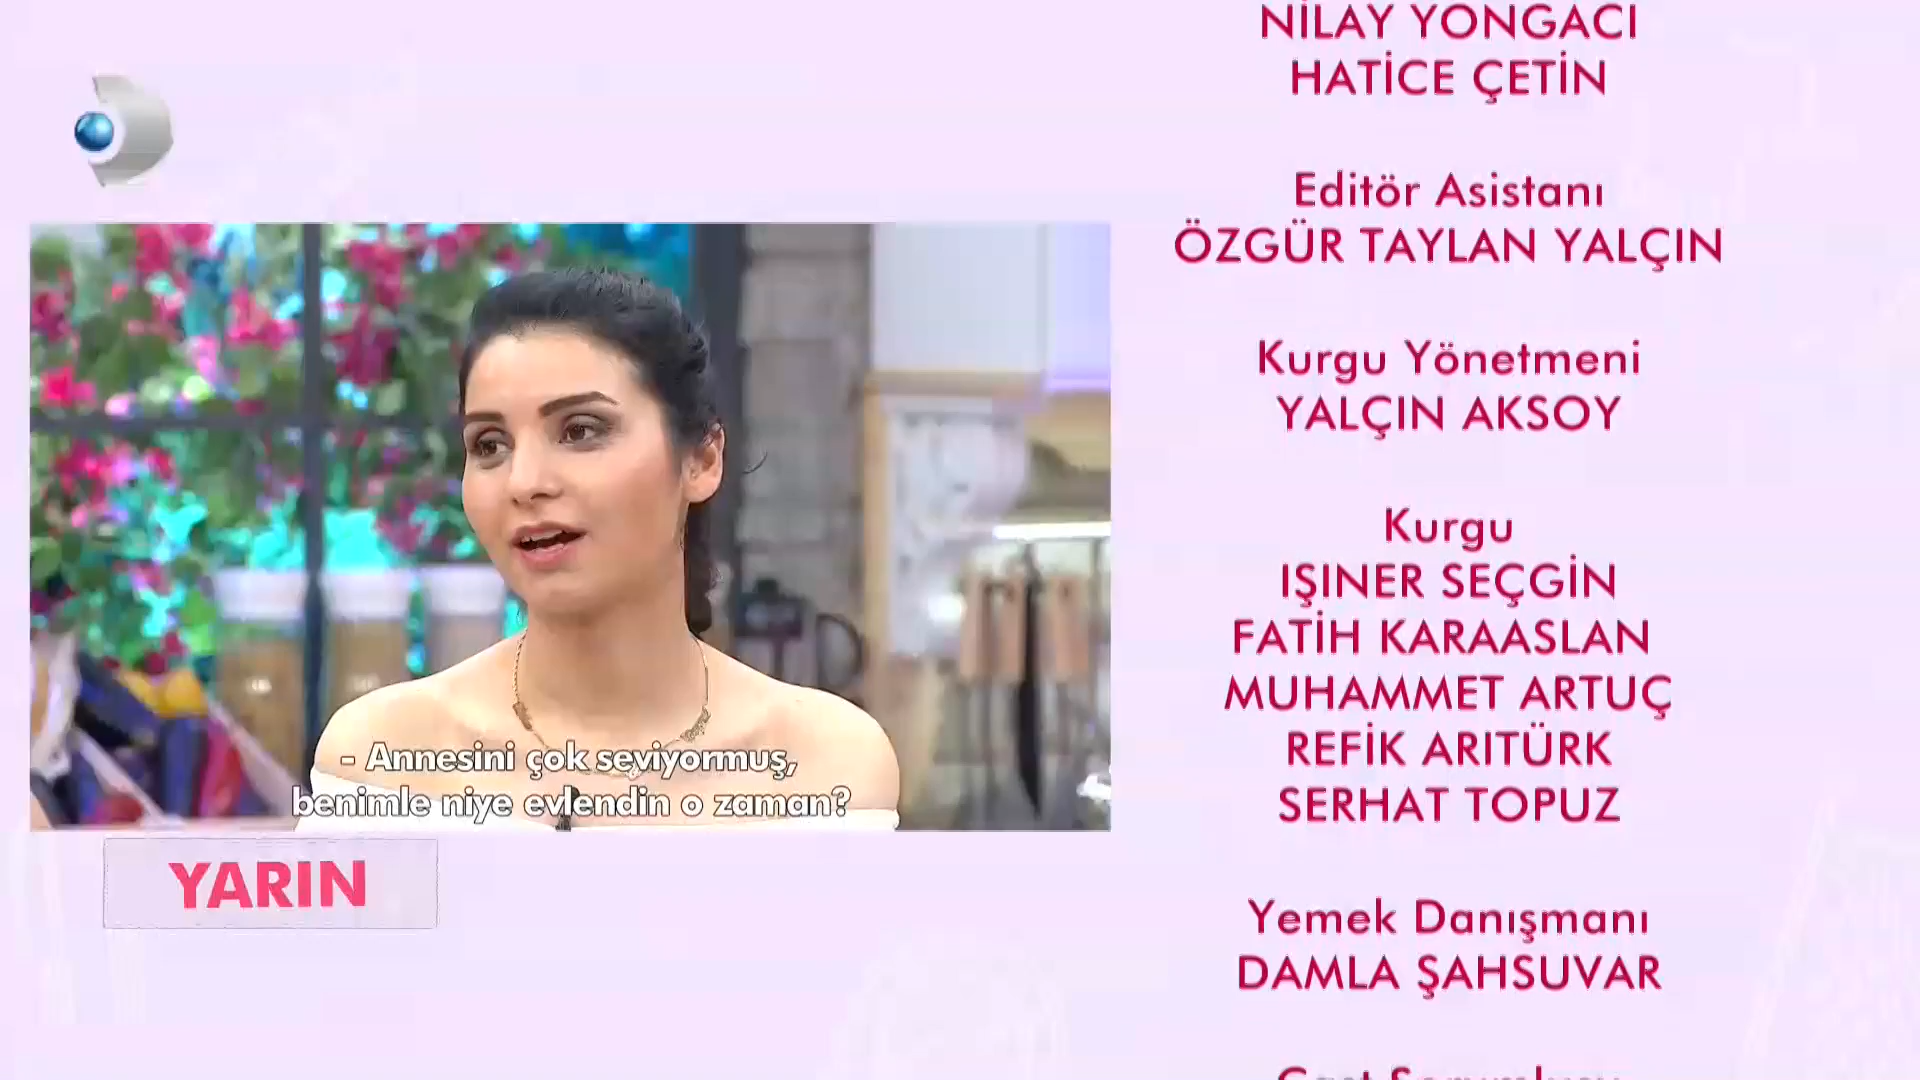 NİLAY YONGACI
HATİCE ÇETİN
Editör Asistanı
ÖZGÜR TAYLAN YALÇIN
Kurgu Yönetmeni
YALÇIN AKSOY
Kurgu
IŞINER SEÇGİN
FATİH KARAASLAN
MUHAMMET ARTUÇ
REFİK ARITÜRK
SERHAT TOPUZ
Yemek Danışmanı
DAMLA ŞAHSUVAR
- Annesini çok seviyormuş,
benimle niye evlendin o zaman?
YARIN